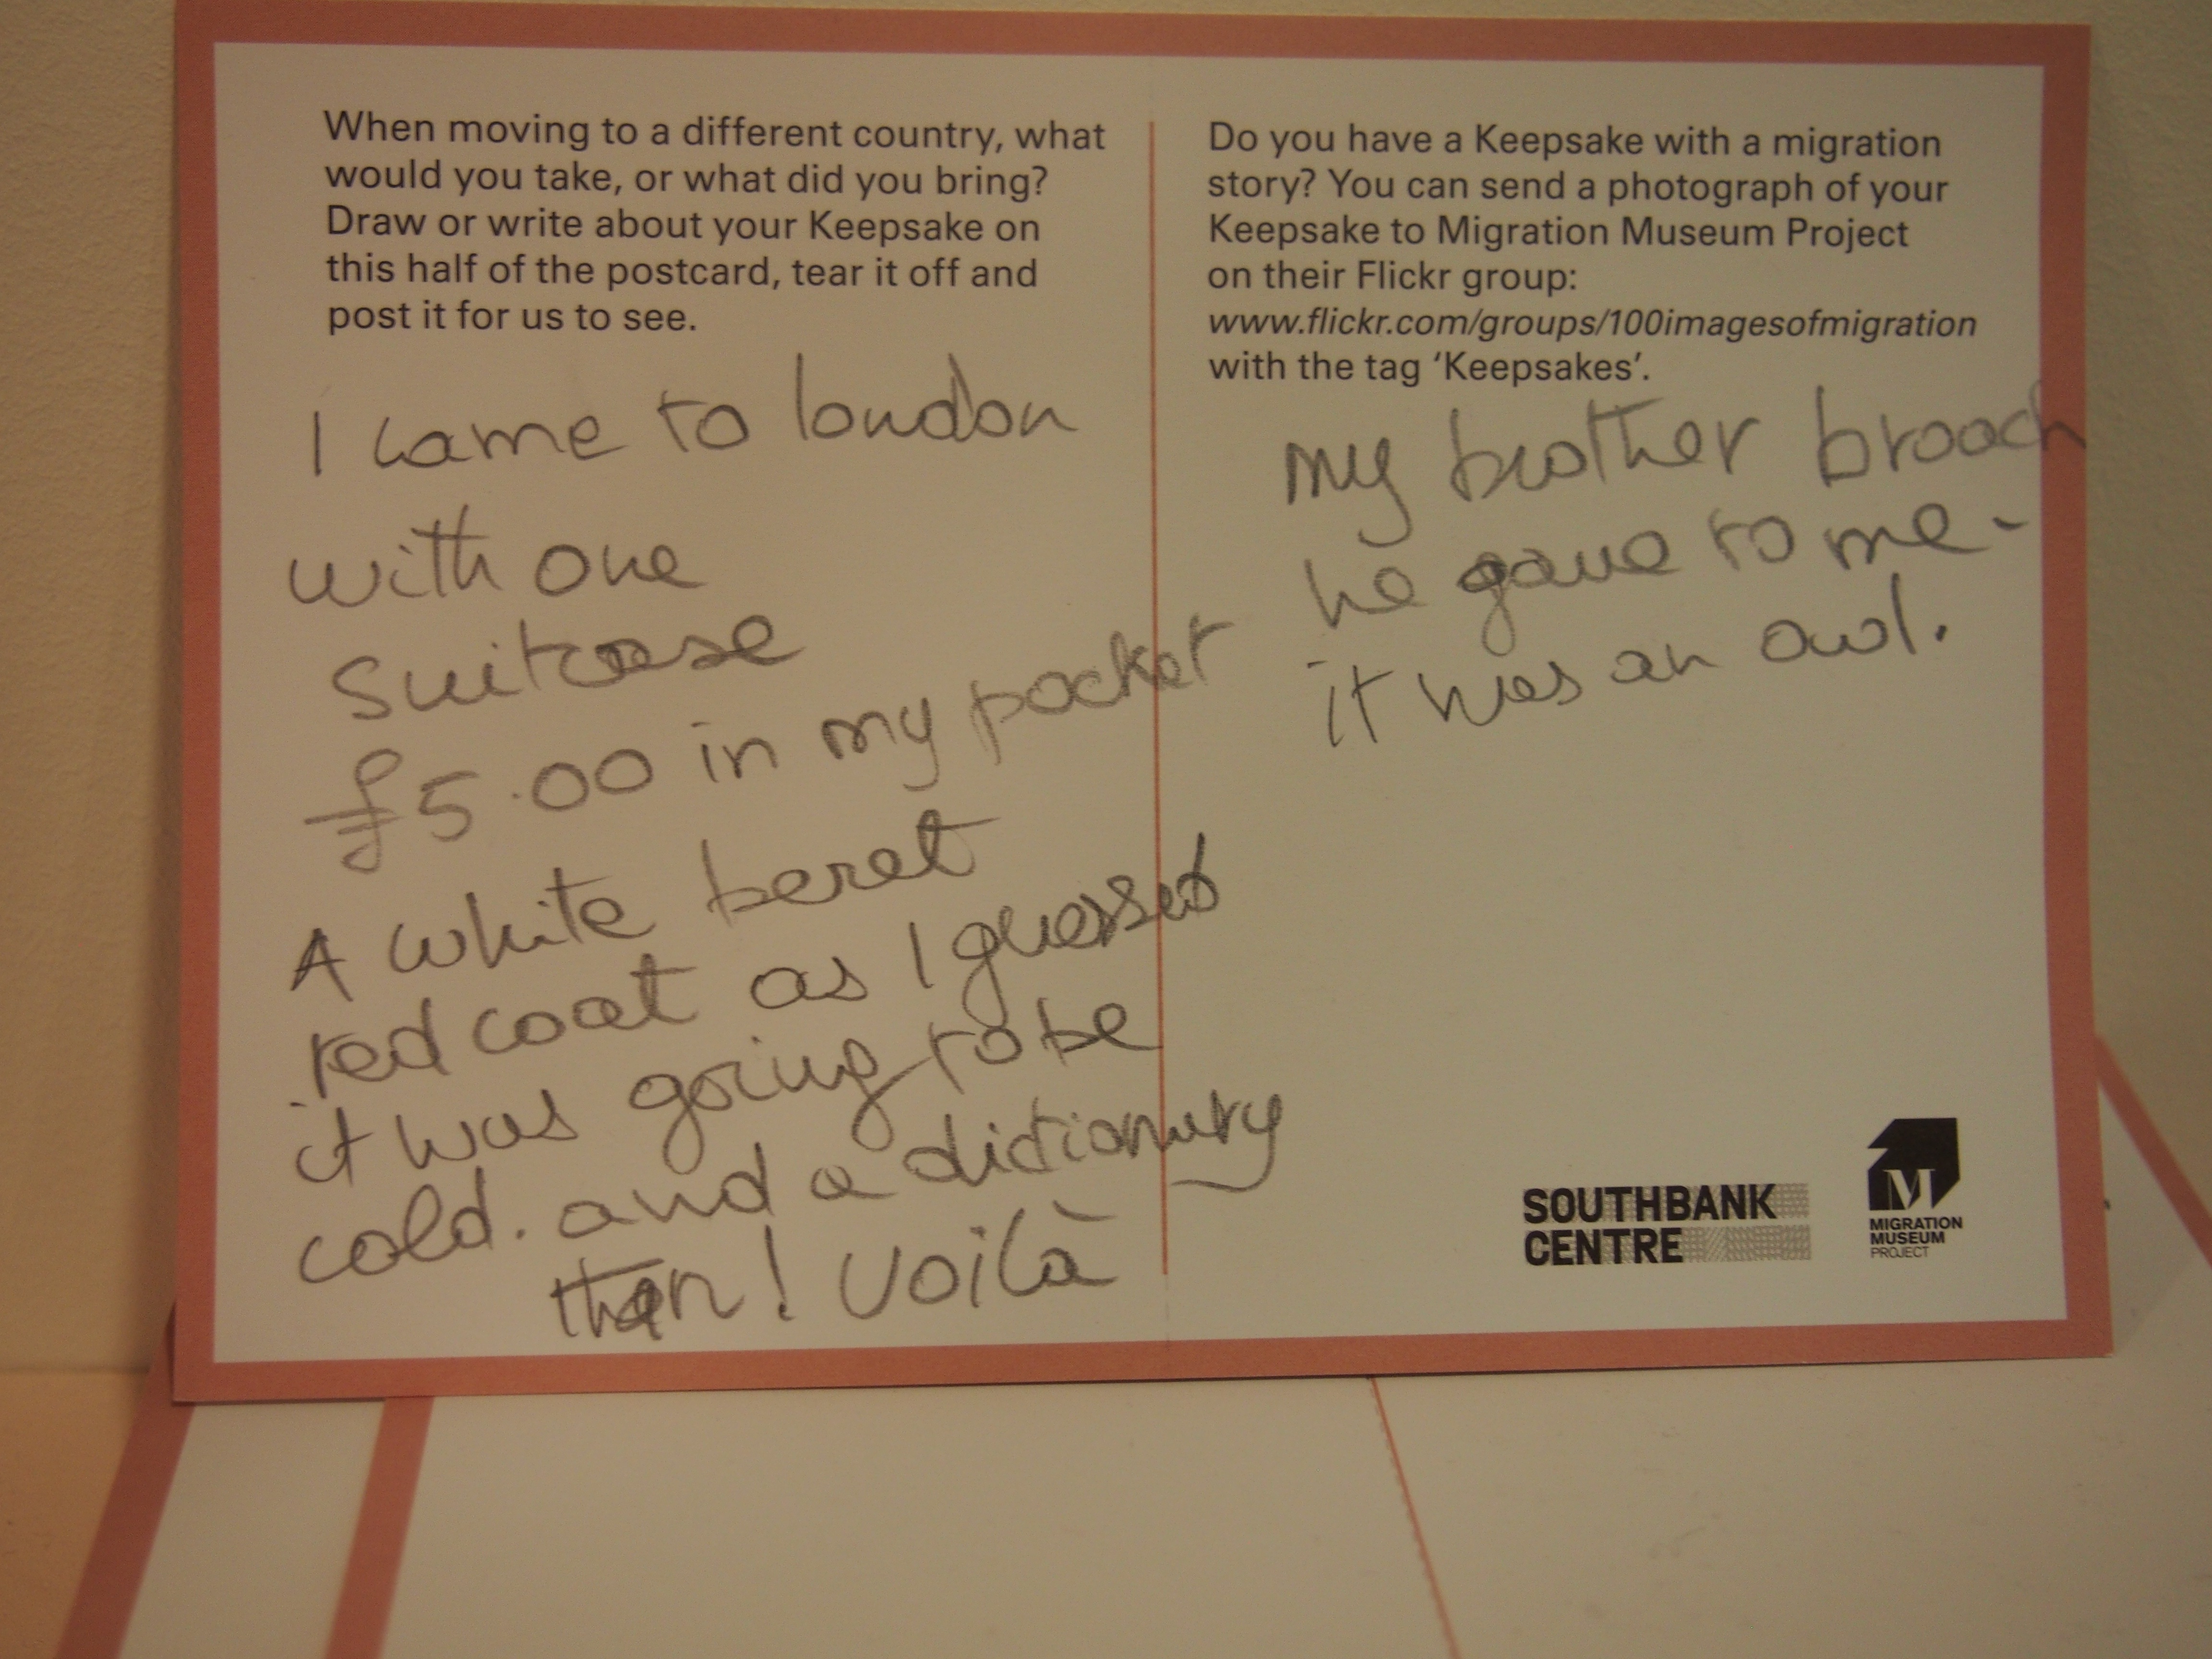 When moving to a different country, what
would you take, or what did you bring?
Draw or write about your Keepsake on
this half of the postcard, tear it off and
post it for us to see.
I came to london
with one
suitcase
£5.00 in my pocket
A white beret
red coat as I guessed
it was going to be
cold. and a dictionary
then! Voilà
Do you have a Keepsake with a migration
story? You can send a photograph of your
Keepsake to Migration Museum Project
on their Flickr group:
www.flickr.com/groups/100imagesofmigration
with the tag ‘Keepsakes’.
my brother brooch
he gave to me -
it was an owl.
SOUTHBANK
CENTRE
M
MIGRATION
MUSEUM
PROJECT